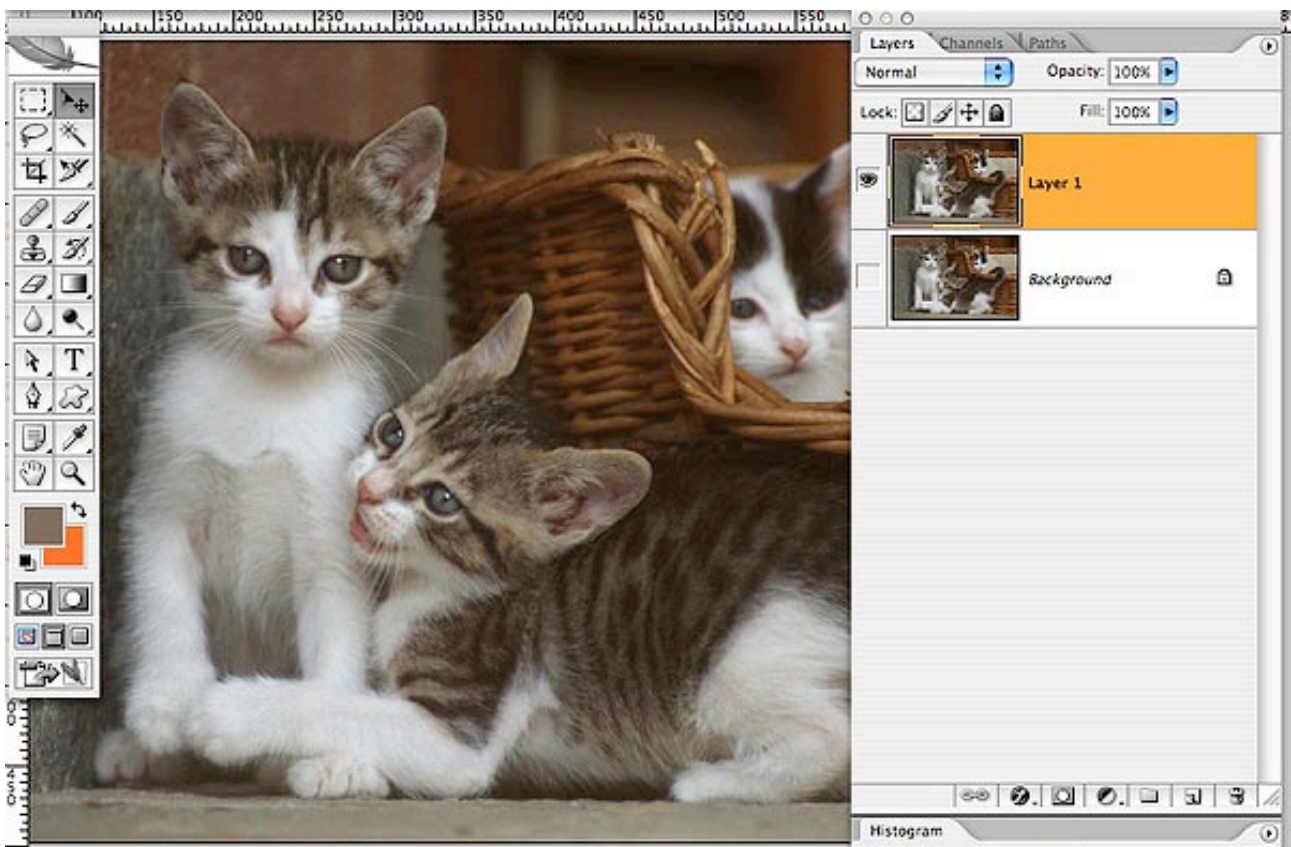 100 150 200 250 300 350 400 450 500 550
Layers Channels Paths
Normal Opacity: 100%
Lock: Fill: 100%
Layer 1
Background
T
Histogram